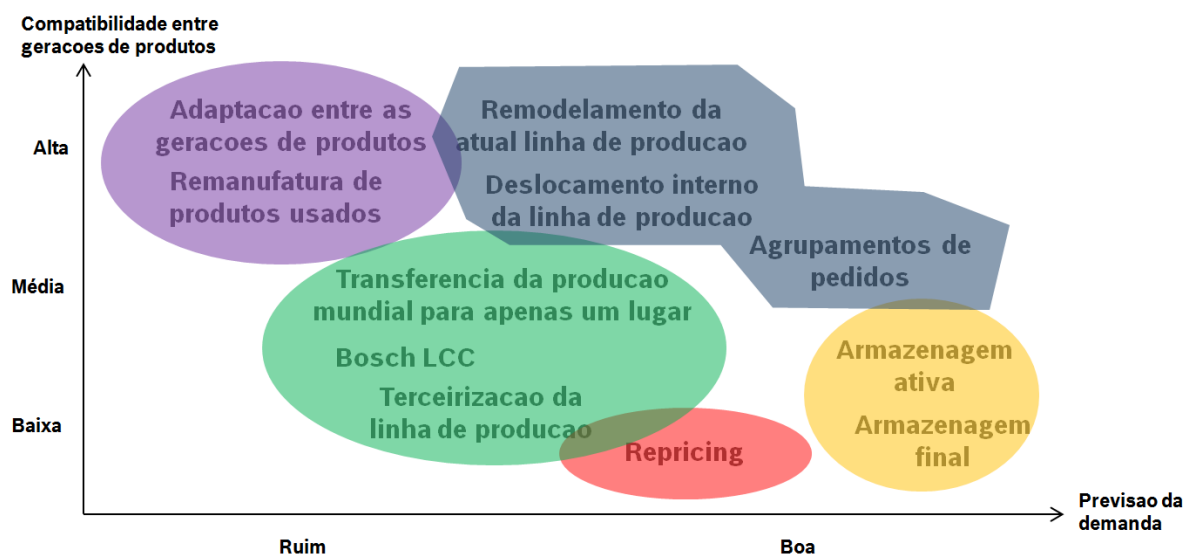 Compatibilidade entre
geracoes de produtos
Alta
Média
Baixa
Adaptacao entre as
geracoes de produtos
Remanufatura de
produtos usados
Remodelamento da
atual linha de producao
Deslocamento interno
da linha de producao
Agrupamentos de
pedidos
Transferencia da producao
mundial para apenas um lugar
Bosch LCC
Terceirizacao da
linha de producao
Repricing
Armazenagem
ativa
Armazenagem
final
Previsao da
demanda
Ruim
Boa